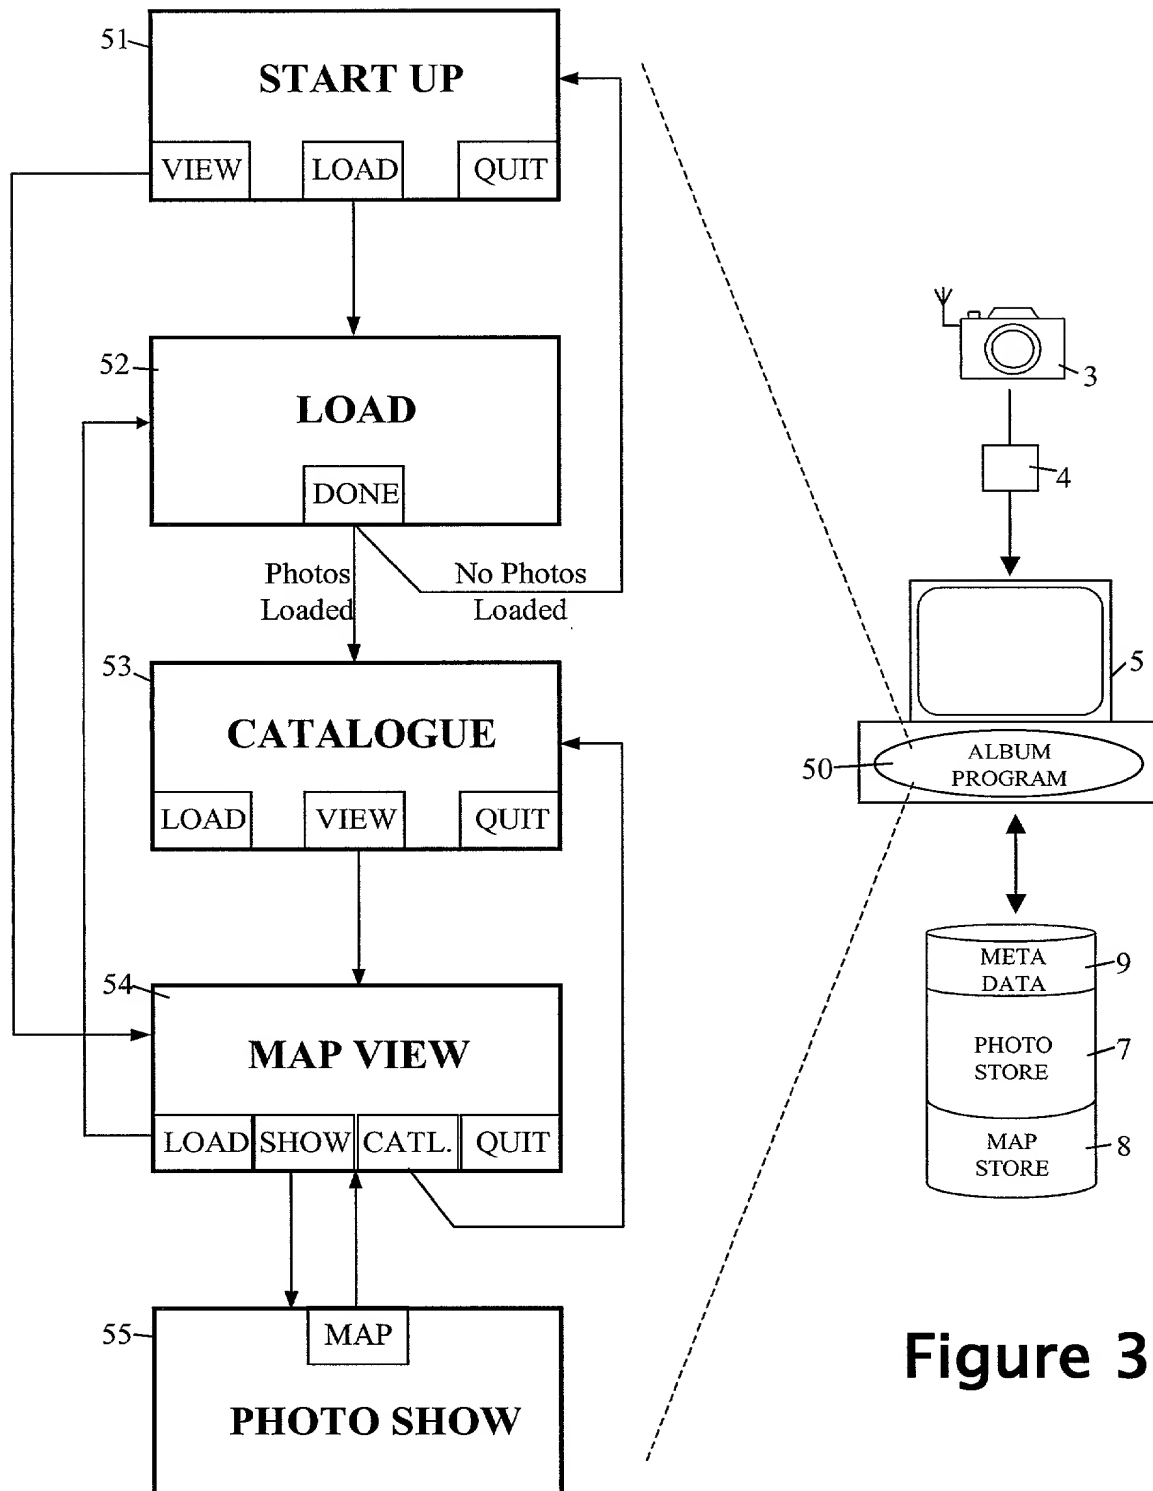 51
START UP
VIEW
LOAD
QUIT
52
LOAD
DONE
Photos
Loaded
No Photos
Loaded
53
CATALOGUE
LOAD
VIEW
QUIT
54
MAP VIEW
LOAD
SHOW
CATL.
QUIT
55
MAP
PHOTO SHOW
3
4
5
50
ALBUM
PROGRAM
META
DATA
9
PHOTO
STORE
7
MAP
STORE
8
Figure 3